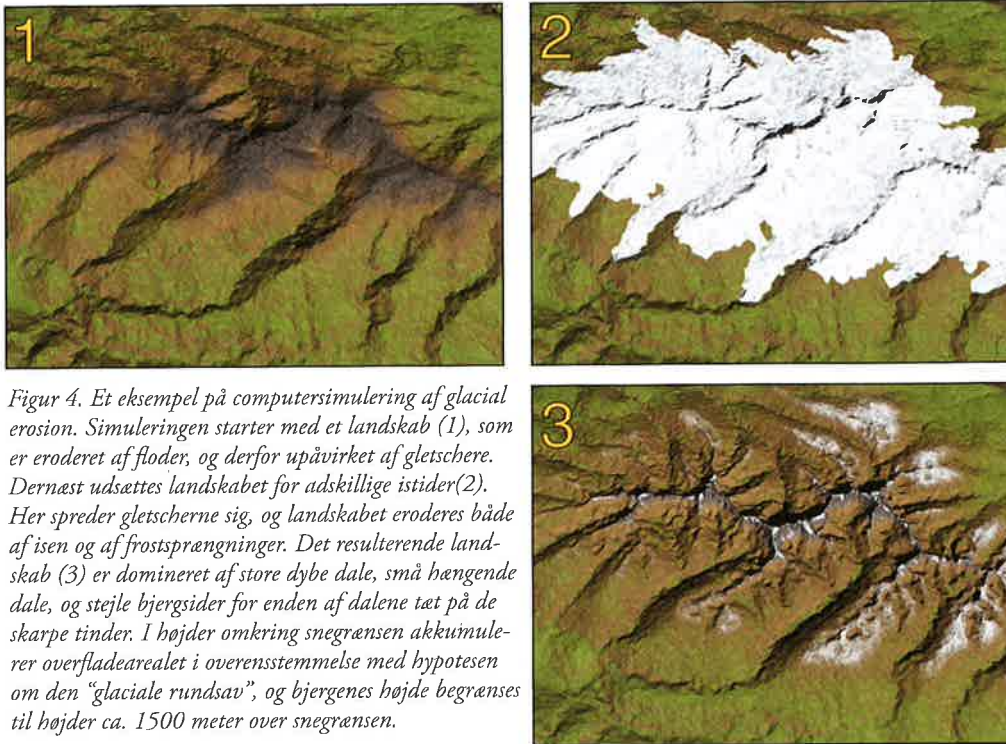 1
2
Figur 4. Et eksempel på computersimulering af glacial
erosion. Simuleringen starter med et landskab (1), som
er eroderet af floder, og derfor upåvirket af gletschere.
Dernæst udsættes landskabet for adskillige istider(2).
Her spreder gletscherne sig, og landskabet eroderes både
af isen og af frostsprængninger. Det resulterende land-
skab (3) er domineret af store dybe dale, små hængende
dale, og stejle bjergsider for enden af dalene tæt på de
skarpe tinder. I højder omkring snegrænsen akkumule-
rer overfladearealet i overensstemmelse med hypotesen
om den "glaciale rundsav", og bjergenes højde begrænses
til højder ca. 1500 meter over snegrænsen.
3